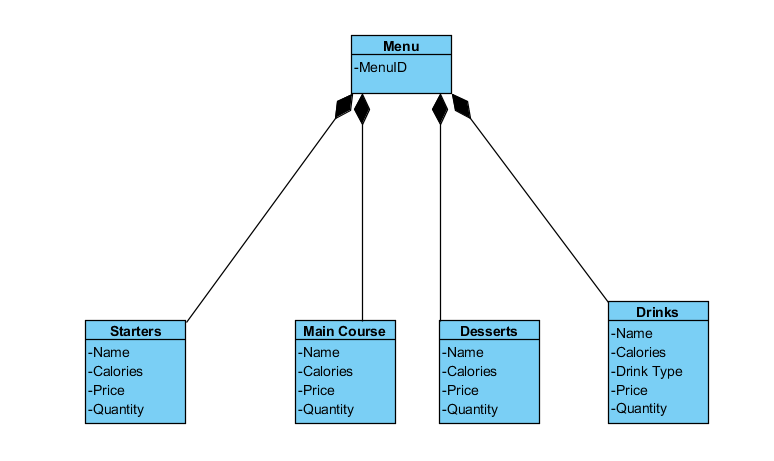 Menu
-MenuID
Starters
-Name
-Calories
-Price
-Quantity
Main Course
-Name
-Calories
-Price
-Quantity
Desserts
-Name
-Calories
-Price
-Quantity
Drinks
-Name
-Calories
-Drink Type
-Price
-Quantity